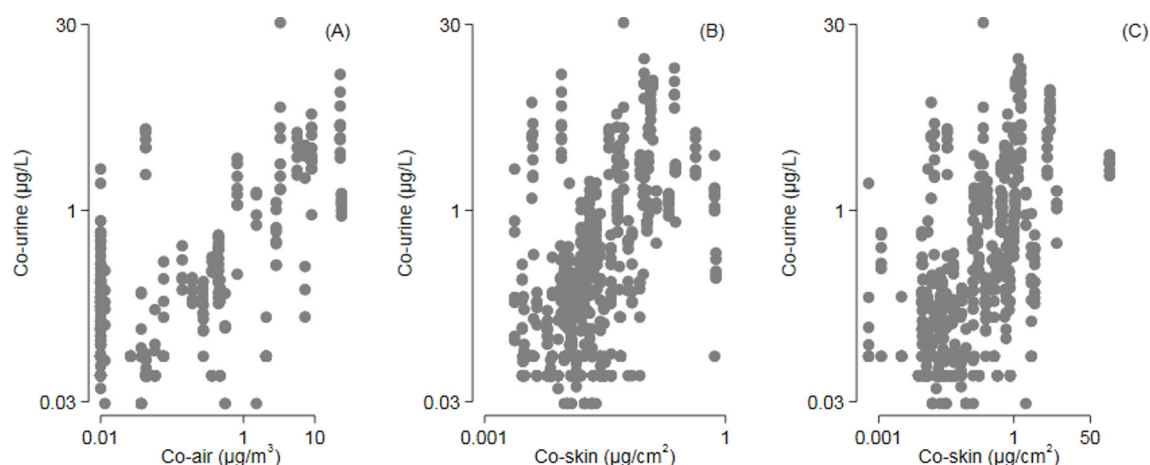 30
1
0.03
Co-urine (µg/L)
(A)
0.01
1
10
Co-air (µg/m³)
30
1
0.03
Co-urine (µg/L)
(B)
0.001
1
Co-skin (µg/cm²)
30
1
0.03
Co-urine (µg/L)
(C)
0.001
1
50
Co-skin (µg/cm²)